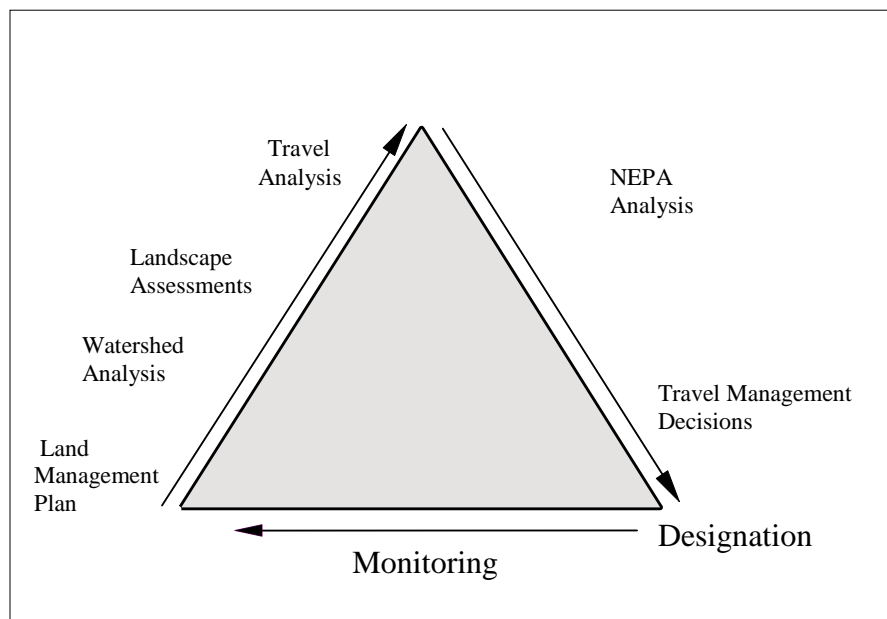 Travel
Analysis
NEPA
Analysis
Landscape
Assessments
Watershed
Analysis
Travel Management
Decisions
Land
Management
Plan
Designation
Monitoring